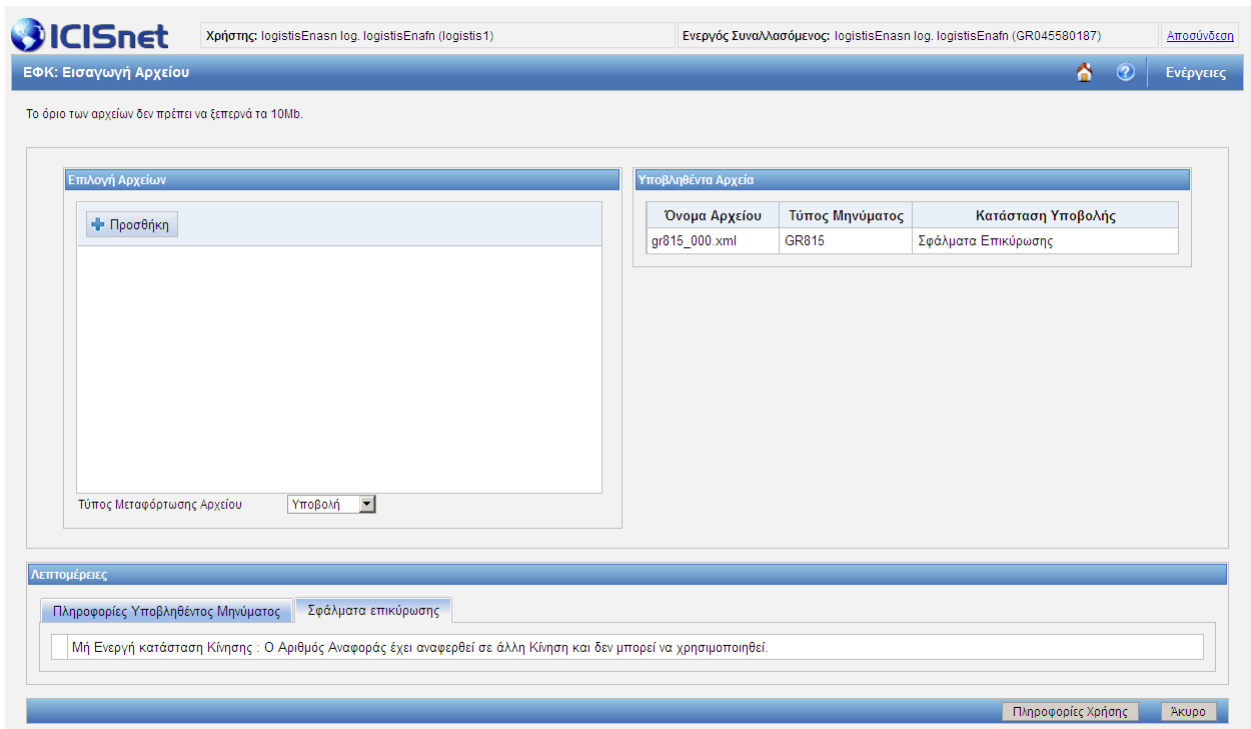 ICISnet
Χρήστης: logistisEnasn log. logistisEnafn (logistis1)
Ενεργός Συναλλασόμενος: logistisEnasn log. logistisEnafn (GR045580187)
Αποσύνδεση
ΕΦΚ: Εισαγωγή Αρχείου
Ενέργειες
Το όριο των αρχείων δεν πρέπει να ξεπερνά τα 10Mb.
Επιλογή Αρχείων
Προσθήκη
Τύπος Μεταφόρτωσης Αρχείου Υποβολή
Υποβληθέντα Αρχεία
Όνομα Αρχείου Τύπος Μηνύματος Κατάσταση Υποβολής
gr815_000.xml GR815 Σφάλματα Επικύρωσης
Λεπτομέρειες
Πληροφορίες Υποβληθέντος Μηνύματος Σφάλματα επικύρωσης
Μή Ενεργή κατάσταση Κίνησης : Ο Αριθμός Αναφοράς έχει αναφερθεί σε άλλη Κίνηση και δεν μπορεί να χρησιμοποιηθεί.
Πληροφορίες Χρήσης Άκυρο